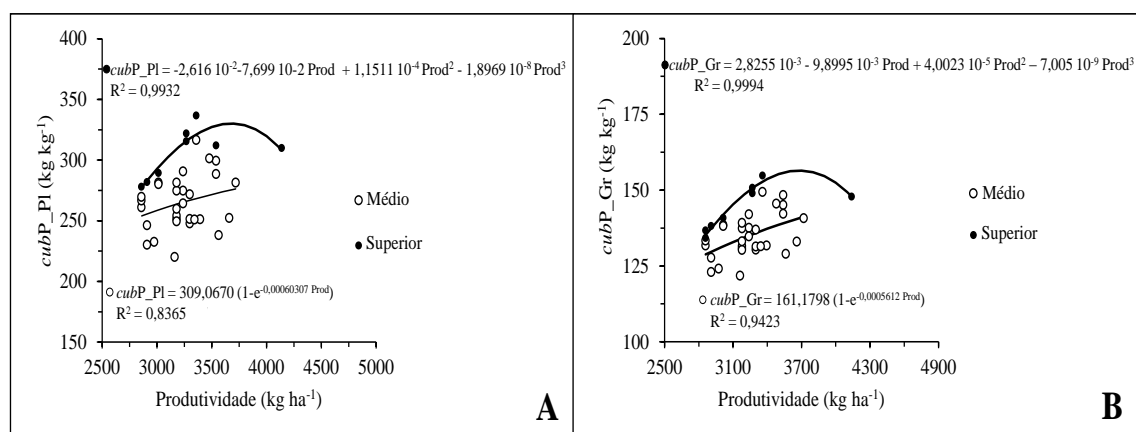 400
375
350
325
300
275
250
225
200
150
cubP_Pl (kg kg-1)
cubP_Pl = -2,616 10-2-7,699 10-2 Prod + 1,1511 10-4 Prod2 - 1,8969 10-8 Prod3
R2 = 0,9932
Médio
Superior
cubP_Pl = 309,0670 (1-e-0,00060307 Prod)
R2 = 0,8365
2500 3000 3500 4000 4500 5000
Produtividade (kg ha-1)
A
200
175
150
125
100
cubP_Gr (kg kg-1)
cubP_Gr = 2,8255 10-3 - 9,8995 10-3 Prod + 4,0023 10-5 Prod2 – 7,005 10-9 Prod3
R2 = 0,9994
Médio
Superior
cubP_Gr = 161,1798 (1-e-0,0005612 Prod)
R2 = 0,9423
2500 3100 3700 4300 4900
Produtividade (kg ha-1)
B